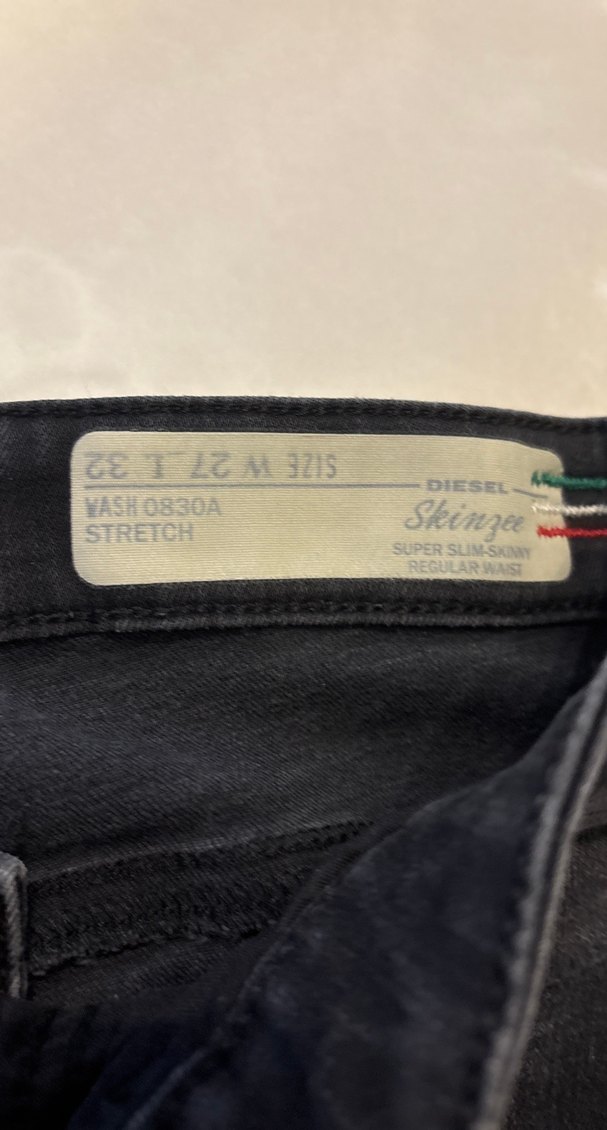 SIZE W 27 L 32
DIESEL
WASH 0830A
Skinzee
STRETCH
SUPER SLIM-SKINNY
REGULAR WAIST